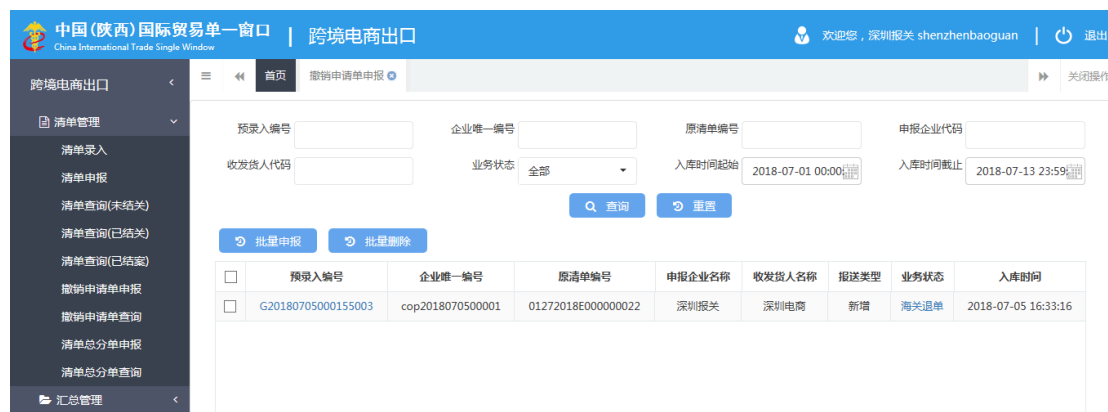 中国(陕西)国际贸易单一窗口 | 跨境电商出口
China International Trade Single Window
欢迎您，深圳报关 shenzhenbaoguan | 退出
跨境电商出口
首页 撤销申请单申报 关闭操作
清单管理
清单录入
清单申报
清单查询(未结关)
清单查询(已结关)
清单查询(已结案)
撤销申请单申报
撤销申请单查询
清单总分单申报
清单总分单查询
汇总管理
预录入编号 企业唯一编号 原清单编号 申报企业代码
收发货人代码 业务状态 全部 入库时间起始 2018-07-01 00:00: 入库时间截止 2018-07-13 23:59:
查询 重置
批量申报 批量删除
预录入编号 企业唯一编号 原清单编号 申报企业名称 收发货人名称 报送类型 业务状态 入库时间
G20180705000155003 cop2018070500001 01272018E000000022 深圳报关 深圳电商 新增 海关退单 2018-07-05 16:33:16